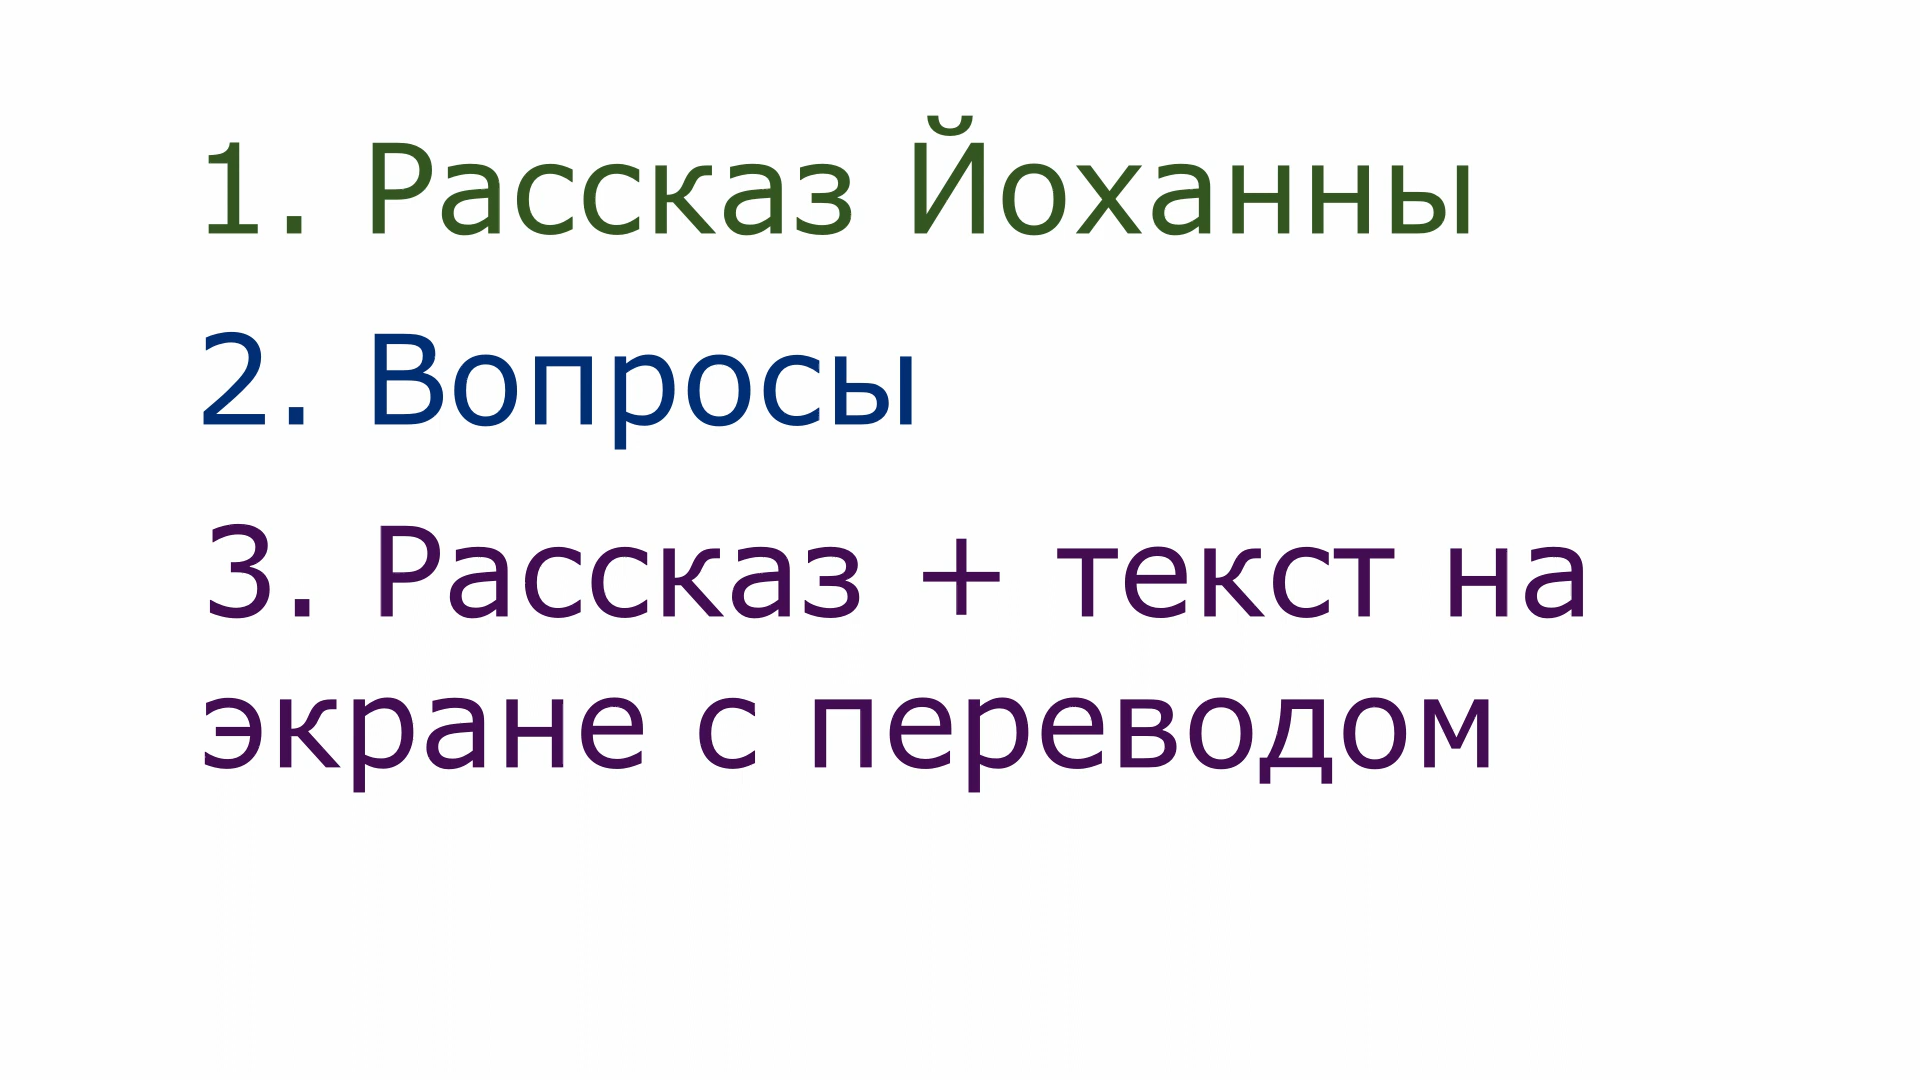 1. Рассказ Йоханны
2. Вопросы
3. Рассказ + текст на
экране с переводом